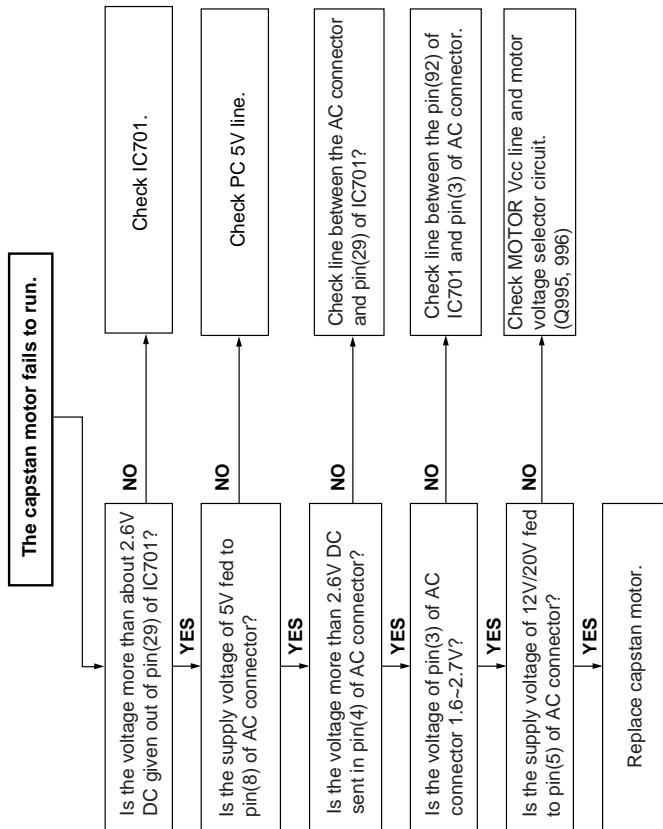 The capstan motor fails to run.
Is the voltage more than about 2.6V
DC given out of pin(29) of IC701?
NO
Check IC701.
YES
Is the supply voltage of 5V fed to
pin(8) of AC connector?
NO
Check PC 5V line.
YES
Is the voltage more than 2.6V DC
sent in pin(4) of AC connector?
NO
Check line between the AC connector
and pin(29) of IC701?
YES
Is the voltage of pin(3) of AC
connector 1.6~2.7V?
NO
Check line between the pin(92) of
IC701 and pin(3) of AC connector.
YES
Is the supply voltage of 12V/20V fed
to pin(5) of AC connector?
NO
Check MOTOR Vcc line and motor
voltage selector circuit.
(Q995, 996)
YES
Replace capstan motor.